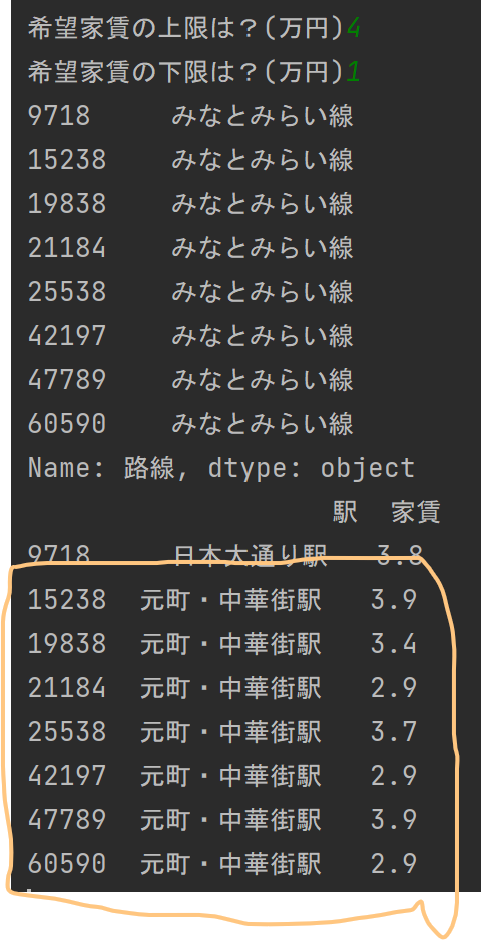 希望家賃の上限は？(万円)4
希望家賃の下限は？(万円)1
9718 みなとみらい線
15238 みなとみらい線
19838 みなとみらい線
21184 みなとみらい線
25538 みなとみらい線
42197 みなとみらい線
47789 みなとみらい線
60590 みなとみらい線
Name: 路線, dtype: object
駅 家賃
9718 日本大通り駅 3.8
15238 元町・中華街駅 3.9
19838 元町・中華街駅 3.4
21184 元町・中華街駅 2.9
25538 元町・中華街駅 3.7
42197 元町・中華街駅 2.9
47789 元町・中華街駅 3.9
60590 元町・中華街駅 2.9